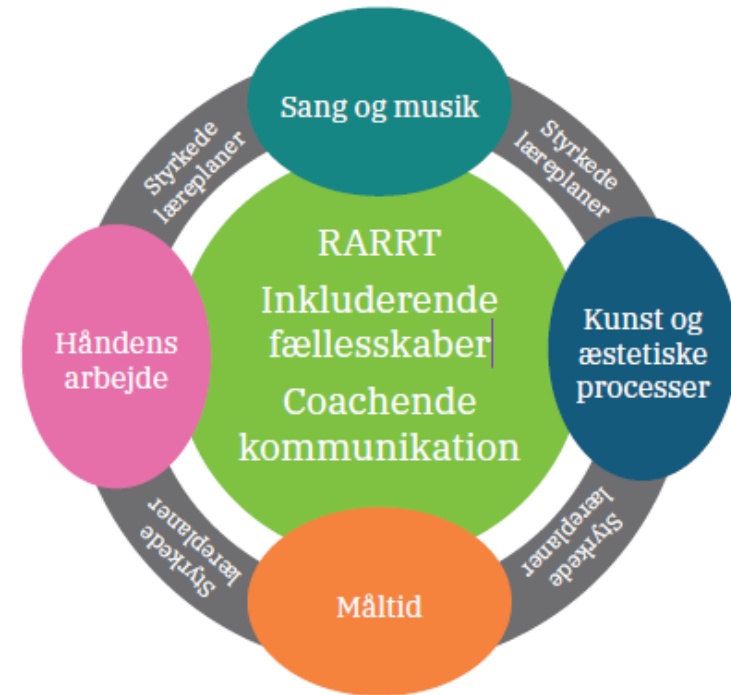 Sang og musik
Styrkede
læreplaner
Styrkede
læreplaner
RARRT
Inkluderende
fællesskaber
Coachende
kommunikation
Håndens
arbejde
Kunst og
æstetiske
processer
Styrkede
læreplaner
Styrkede
læreplaner
Måltid